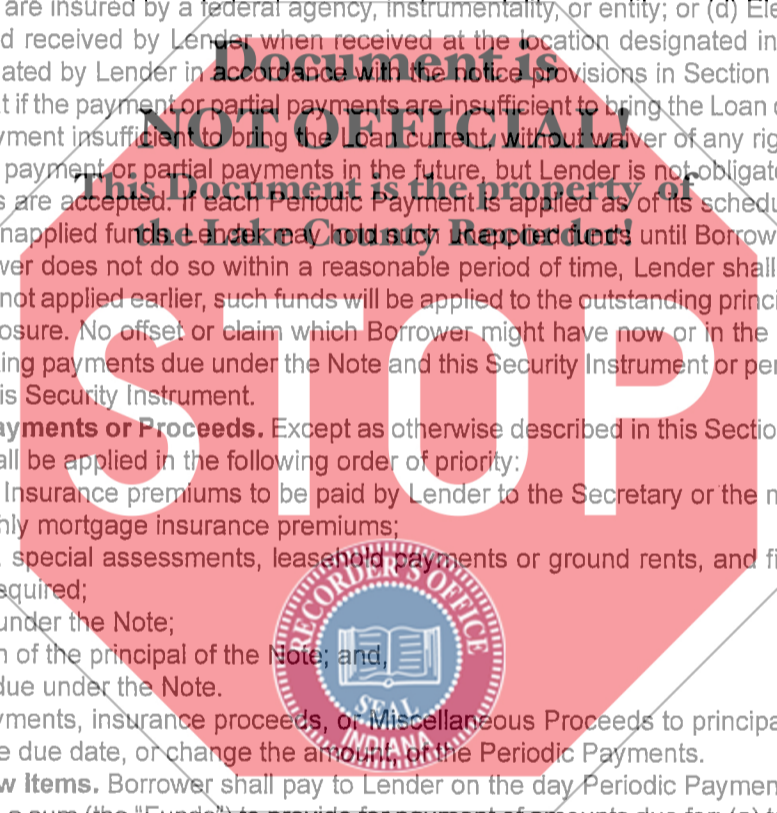 are insured by a federal agency, instrumentality, or entity; or (d) Ele
d received by Lender when received at the location designated in
ated by Lender in accordance with the notice provisions in Section
t if the payment or partial payments are insufficient to bring the Loan
yment insufficient to bring the Loan current, without waiver of any rig
payment or partial payments in the future, but Lender is not obligate
s are accepted. If each Periodic Payment is applied as of its schedu
napplied funds. Lender may hold such unapplied funds until Borrow
wer does not do so within a reasonable period of time, Lender shall
not applied earlier, such funds will be applied to the outstanding princi
osure. No offset or claim which Borrower might have now or in the
ing payments due under the Note and this Security Instrument or per
is Security Instrument.
ayments or Proceeds. Except as otherwise described in this Sectio
all be applied in the following order of priority:
Insurance premiums to be paid by Lender to the Secretary or the m
hly mortgage insurance premiums;
, special assessments, leasehold payments or ground rents, and fi
equired;
under the Note;
n of the principal of the Note; and,
due under the Note.
yments, insurance proceeds, or Miscellaneous Proceeds to principa
e due date, or change the amount, of the Periodic Payments.
w Items. Borrower shall pay to Lender on the day Periodic Paymen
a sum (the "Funds") to provide for payment of amounts due for: (a) t
Document is
NOT OFFICIAL!
This Document is the property of
the Lake County Recorder!
STOP
RECORDER'S OFFICE
SEAL
INDIANA